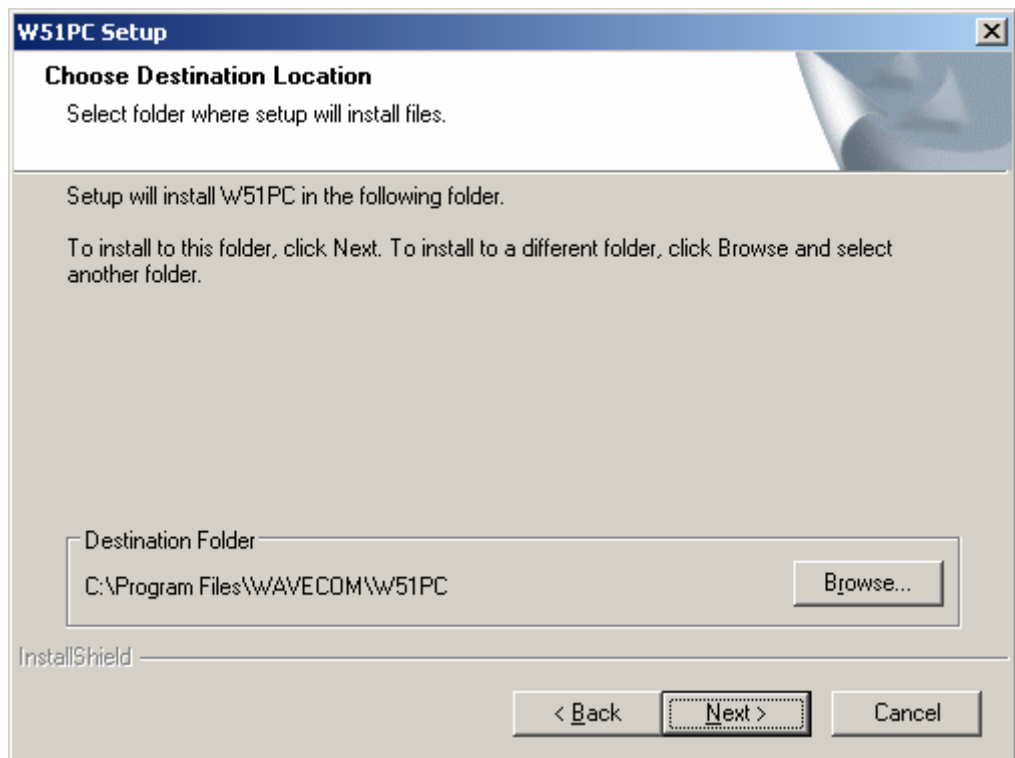 W51PC Setup
Choose Destination Location
Select folder where setup will install files.
Setup will install W51PC in the following folder.
To install to this folder, click Next. To install to a different folder, click Browse and select
another folder.
Destination Folder
C:\Program Files\WAVECOM\W51PC
Browse...
InstallShield
< Back
Next >
Cancel